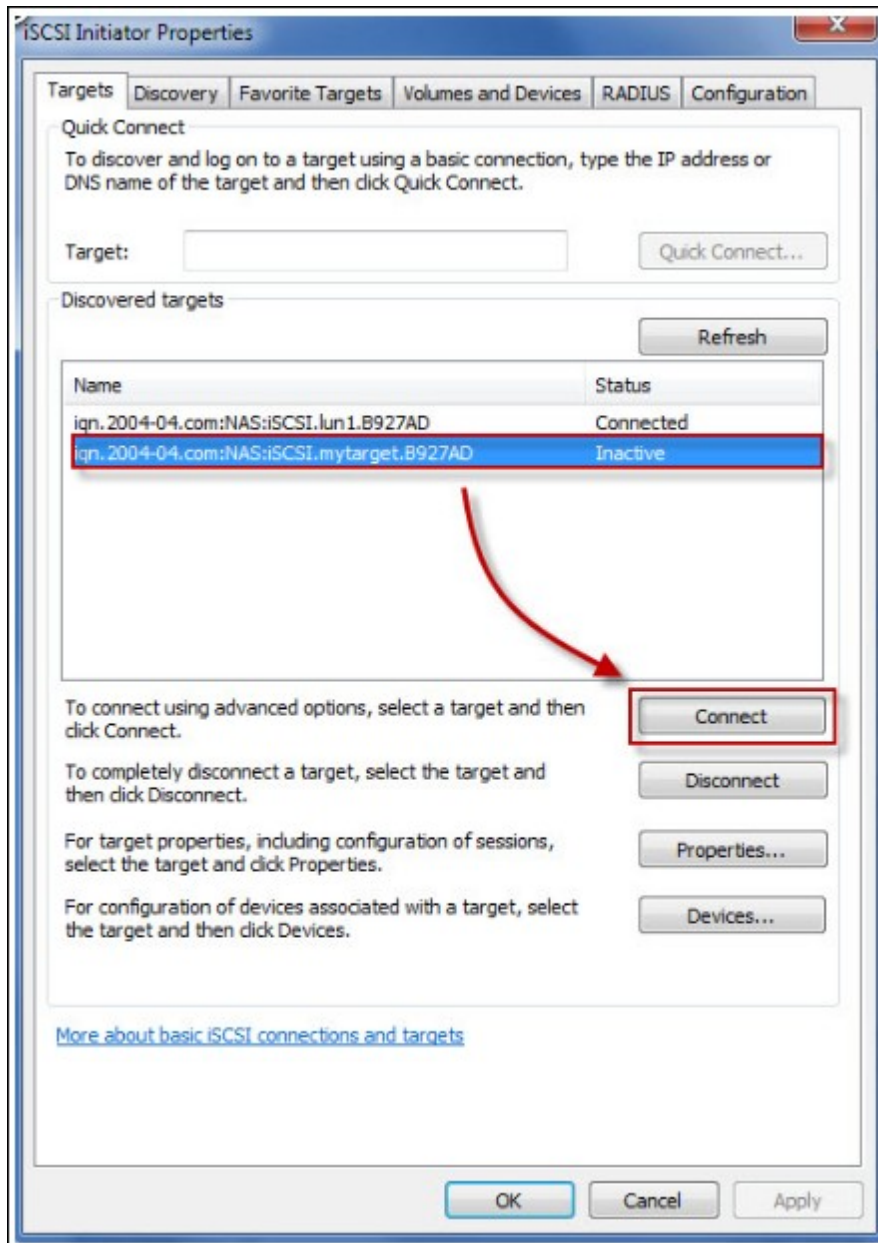 iSCSI Initiator Properties
Targets Discovery Favorite Targets Volumes and Devices RADIUS Configuration
Quick Connect
To discover and log on to a target using a basic connection, type the IP address or
DNS name of the target and then click Quick Connect.
Target: Quick Connect...
Discovered targets
Refresh
Name Status
iqn.2004-04.com:NAS:iSCSI.lun1.B927AD Connected
iqn.2004-04.com:NAS:iSCSI.mytarget.B927AD Inactive
To connect using advanced options, select a target and then
click Connect.
Connect
To completely disconnect a target, select the target and
then click Disconnect.
Disconnect
For target properties, including configuration of sessions,
select the target and click Properties.
Properties...
For configuration of devices associated with a target, select
the target and then click Devices.
Devices...
More about basic iSCSI connections and targets
OK Cancel Apply